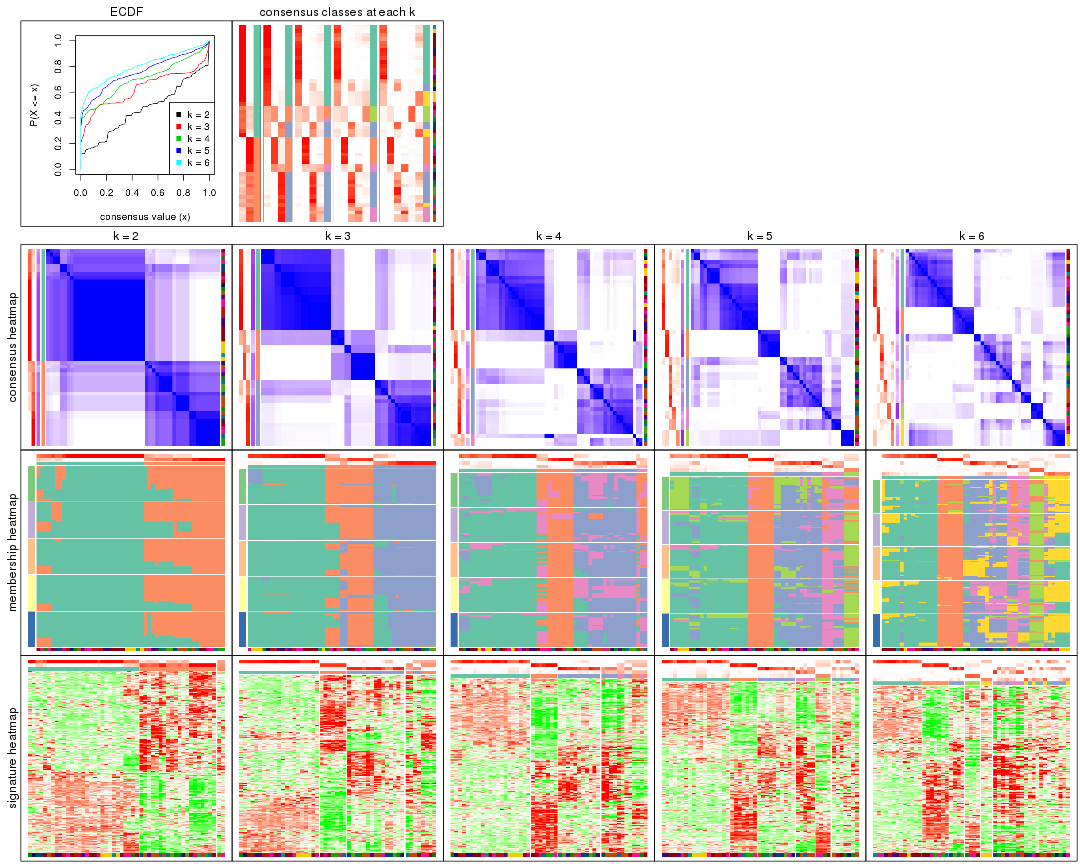 ECDF
consensus classes at each k
P(X <= x)
0.0 0.2 0.4 0.6 0.8 1.0
k = 2
k = 3
k = 4
k = 5
k = 6
0.0 0.2 0.4 0.6 0.8 1.0
consensus value (x)
k = 2
k = 3
k = 4
k = 5
k = 6
consensus heatmap
membership heatmap
signature heatmap